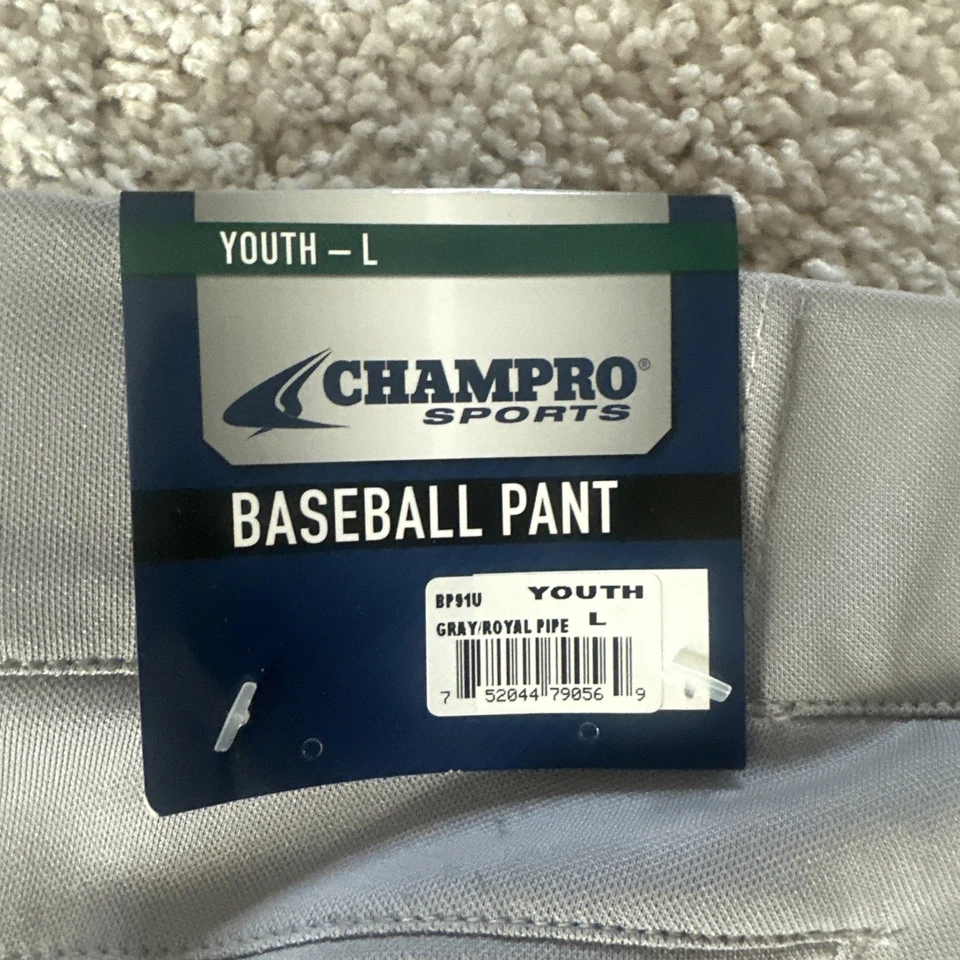 YOUTH – L
CHAMPRO®
SPORTS
BASEBALL PANT
BP91U YOUTH
GRAY/ROYAL PIPE L
7 52044 79056 9